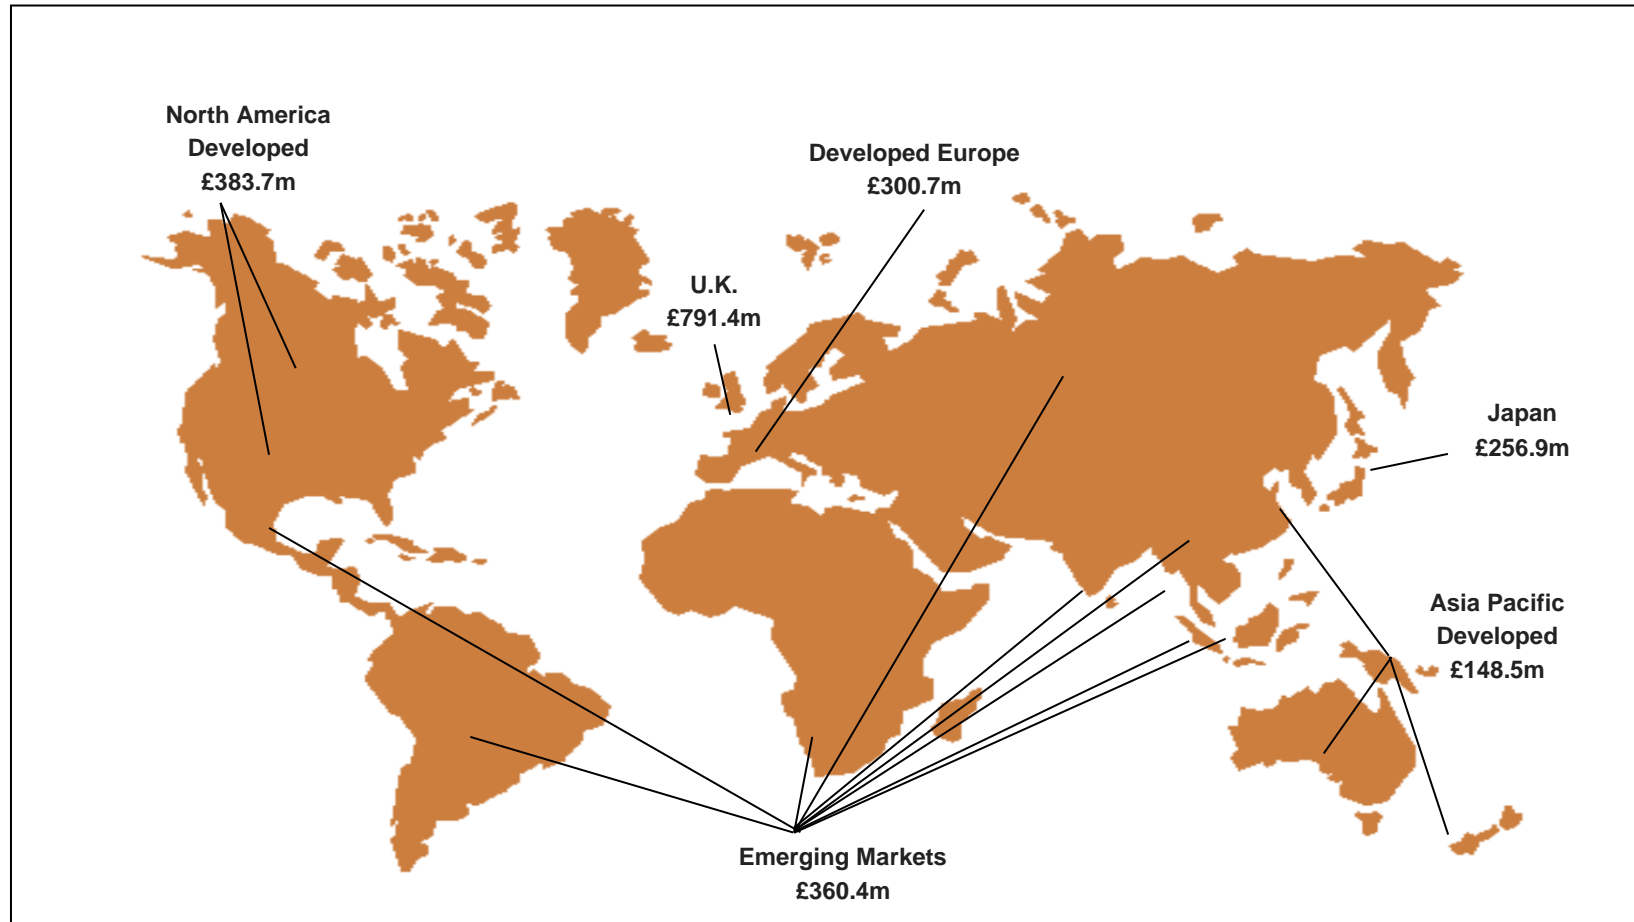 North America
Developed
£383.7m
Developed Europe
£300.7m
U.K.
£791.4m
Japan
£256.9m
Asia Pacific
Developed
£148.5m
Emerging Markets
£360.4m